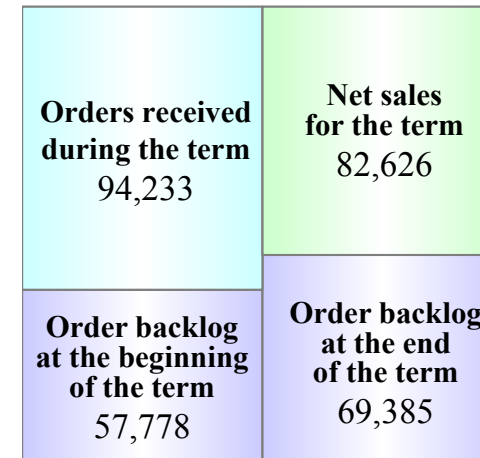 Orders received
during the term
94,233
Net sales
for the term
82,626
Order backlog
at the beginning
of the term
57,778
Order backlog
at the end
of the term
69,385